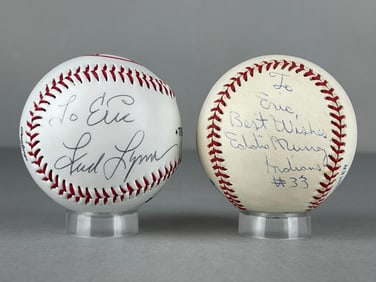 To Eric
Fred Lynn
To
Eric,
Best Wishes
Eddie Murray
Indians
#33